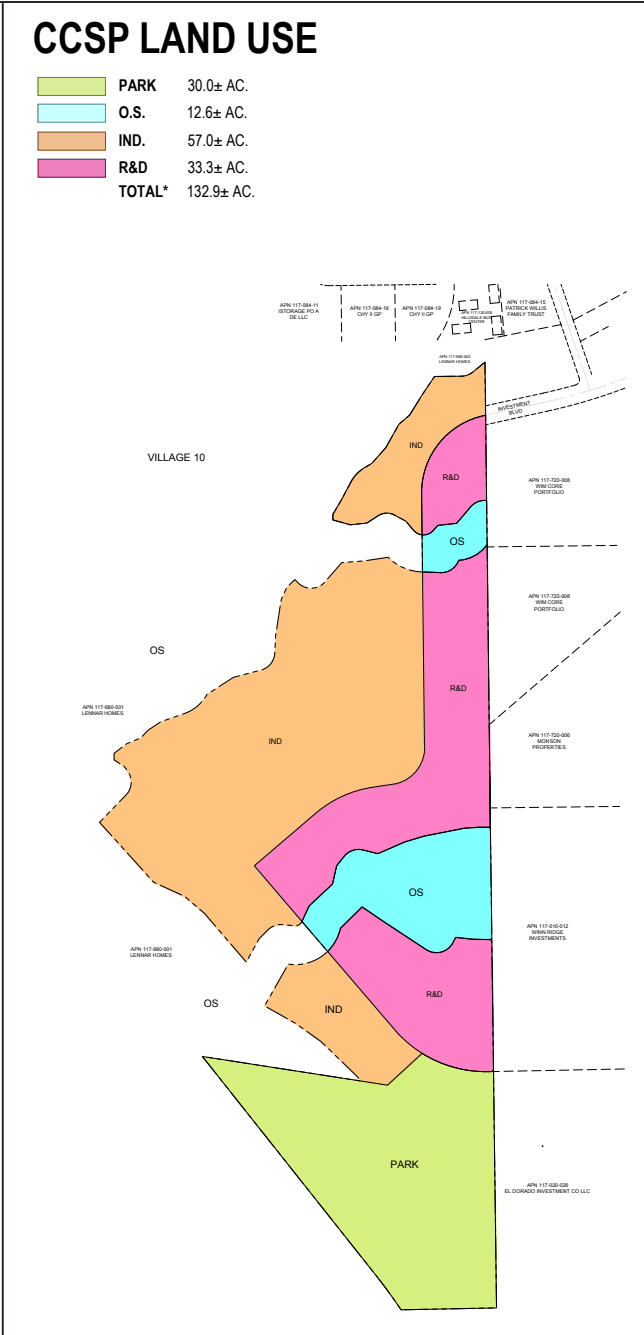 CCSP LAND USE
PARK 30.0± AC.
O.S. 12.6± AC.
IND. 57.0± AC.
R&D 33.3± AC.
TOTAL* 132.9± AC.
APN 117-084-11
ISTORAGE PO A
DE LLC
APN 117-084-19
CHY II GP
APN 117-084-19
CHY II GP
HILLSDALE BUS
CENTER
APN 117-084-15
PATRICK WILLIS
FAMILY TRUST
LENNAR HOMES
INVESTMENT
BLVD
IND
VILLAGE 10
R&D
APN 117-720-008
WIM CORE
PORTFOLIO
OS
APN 117-720-008
WIM CORE
PORTFOLIO
OS
R&D
APN 117-680-001
LENNAR HOMES
IND
APN 117-720-006
MONSON
PROPERTIES
OS
APN 117-010-012
WINN RIDGE
INVESTMENTS
APN 117-680-001
LENNAR HOMES
R&D
OS
IND
PARK
APN 117-020-026
EL DORADO INVESTMENT CO LLC